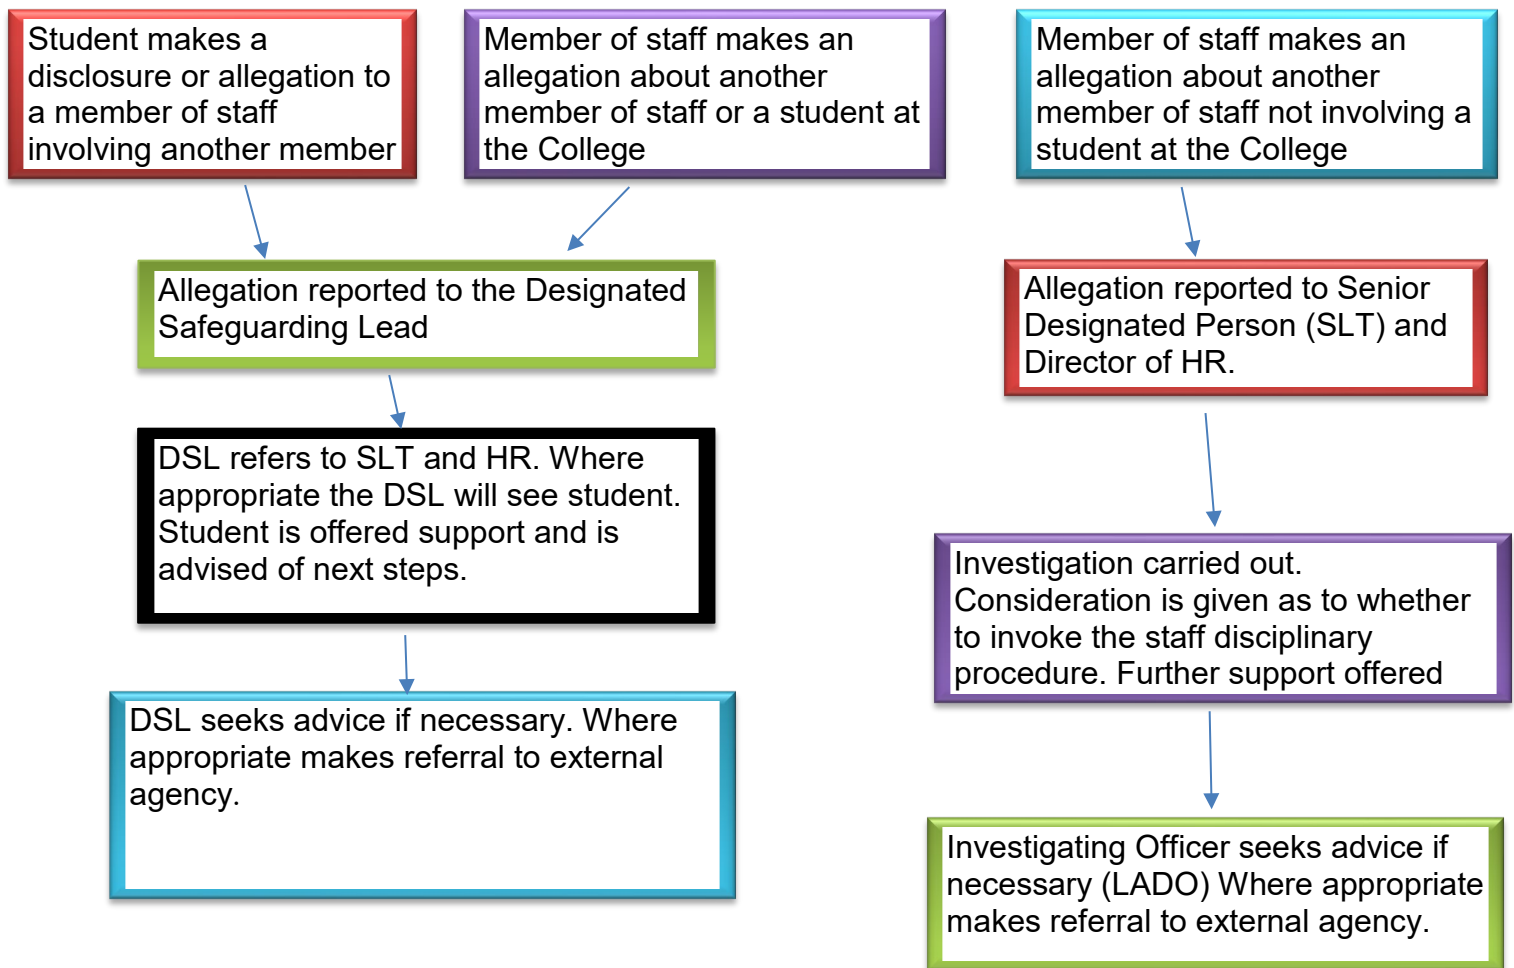 Student makes a
disclosure or allegation to
a member of staff
involving another member
Member of staff makes an
allegation about another
member of staff or a student at
the College
Member of staff makes an
allegation about another
member of staff not involving a
student at the College
Allegation reported to the Designated
Safeguarding Lead
Allegation reported to Senior
Designated Person (SLT) and
Director of HR.
DSL refers to SLT and HR. Where
appropriate the DSL will see student.
Student is offered support and is
advised of next steps.
Investigation carried out.
Consideration is given as to whether
to invoke the staff disciplinary
procedure. Further support offered
DSL seeks advice if necessary. Where
appropriate makes referral to external
agency.
Investigating Officer seeks advice if
necessary (LADO) Where appropriate
makes referral to external agency.